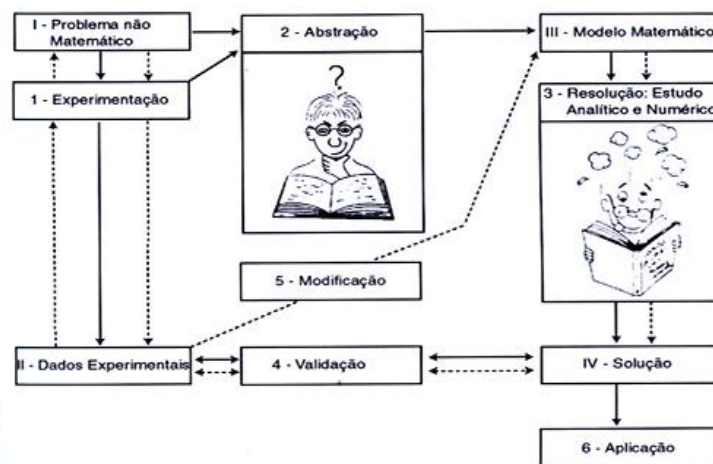 I - Problema não
Matemático
2 - Abstração
III - Modelo Matemático
1 - Experimentação
?
3 - Resolução: Estudo
Analítico e Numérico
5 - Modificação
II - Dados Experimentais
4 - Validação
IV - Solução
6 - Aplicação